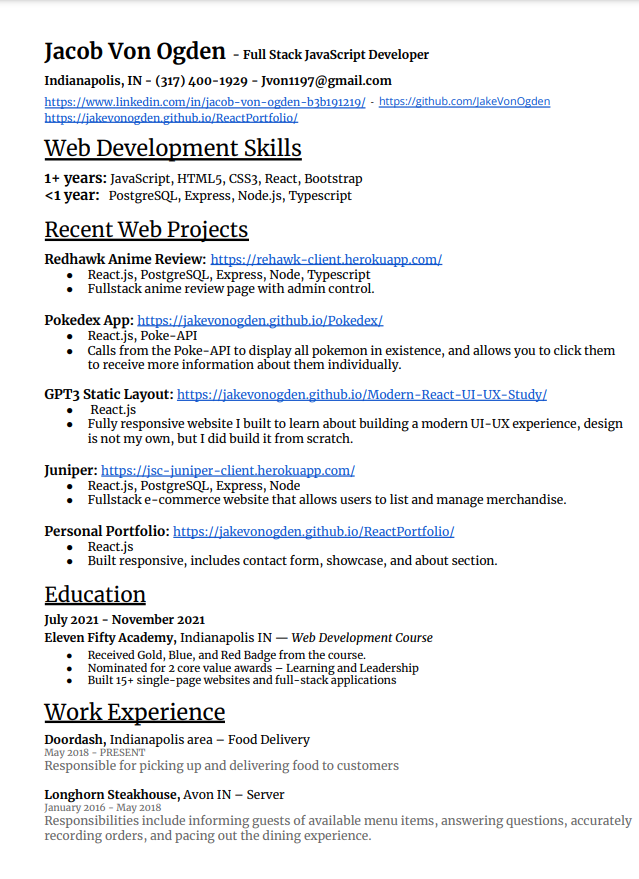 Jacob Von Ogden - Full Stack JavaScript Developer
Indianapolis, IN - (317) 400-1929 - Jvon1197@gmail.com
https://www.linkedin.com/in/jacob-von-ogden-b3b191219/ - https://github.com/JakeVonOgden
https://jakevonogden.github.io/ReactPortfolio/
Web Development Skills
1+ years: JavaScript, HTML5, CSS3, React, Bootstrap
<1 year: PostgreSQL, Express, Node.js, Typescript
Recent Web Projects
Redhawk Anime Review: https://rehawk-client.herokuapp.com/
● React.js, PostgreSQL, Express, Node, Typescript
● Fullstack anime review page with admin control.
Pokedex App: https://jakevonogden.github.io/Pokedex/
● React.js, Poke-API
● Calls from the Poke-API to display all pokemon in existence, and allows you to click them
to receive more information about them individually.
GPT3 Static Layout: https://jakevonogden.github.io/Modern-React-UI-UX-Study/
● React.js
● Fully responsive website I built to learn about building a modern UI-UX experience, design
is not my own, but I did build it from scratch.
Juniper: https://jsc-juniper-client.herokuapp.com/
● React.js, PostgreSQL, Express, Node
● Fullstack e-commerce website that allows users to list and manage merchandise.
Personal Portfolio: https://jakevonogden.github.io/ReactPortfolio/
● React.js
● Built responsive, includes contact form, showcase, and about section.
Education
July 2021 - November 2021
Eleven Fifty Academy, Indianapolis IN — Web Development Course
● Received Gold, Blue, and Red Badge from the course.
● Nominated for 2 core value awards – Learning and Leadership
● Built 15+ single-page websites and full-stack applications
Work Experience
Doordash, Indianapolis area – Food Delivery
May 2018 - PRESENT
Responsible for picking up and delivering food to customers
Longhorn Steakhouse, Avon IN – Server
January 2016 - May 2018
Responsibilities include informing guests of available menu items, answering questions, accurately
recording orders, and pacing out the dining experience.